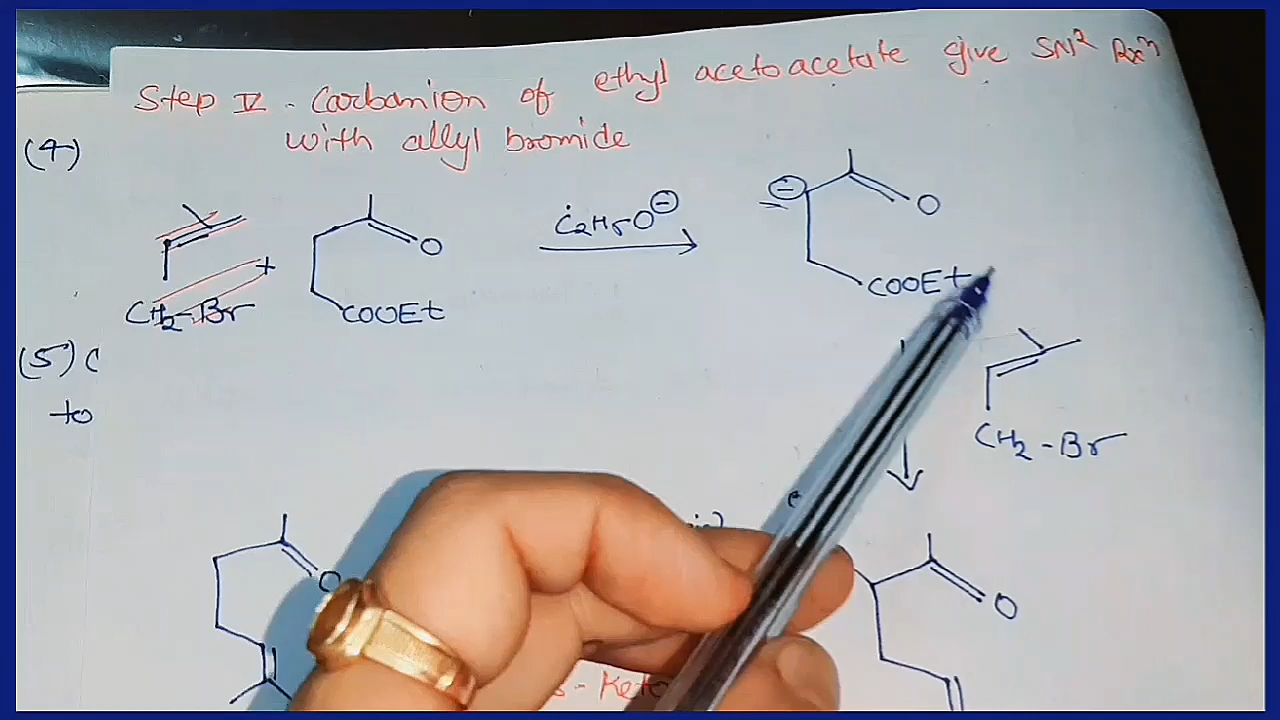 Step V - Carbanion of ethyl acetoacetate give SN2 Rxn
with allyl bromide
(4)
C2H5O⊖
⊖
O
O
+
CH2-Br
COOEt
COOEt
(5) C
to
CH2-Br
O
O